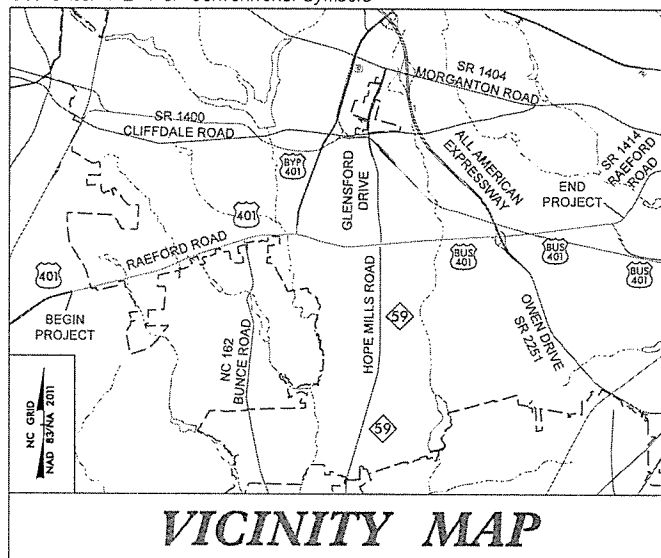 SR 1404
MORGANTON ROAD
SR 1400
CLIFFDALE ROAD
BYP
401
GLENSFORD
DRIVE
ALL AMERICAN
EXPRESSWAY
SR 1414
RAEFORD
ROAD
END
PROJECT
401
RAEFORD ROAD
401
BUS
401
BUS
401
BUS
401
BEGIN
PROJECT
NC 162
BUNCE ROAD
HOPE MILLS ROAD
59
OWEN DRIVE
SR 2251
59
NC GRID
NAD 83/NA 2011
VICINITY MAP